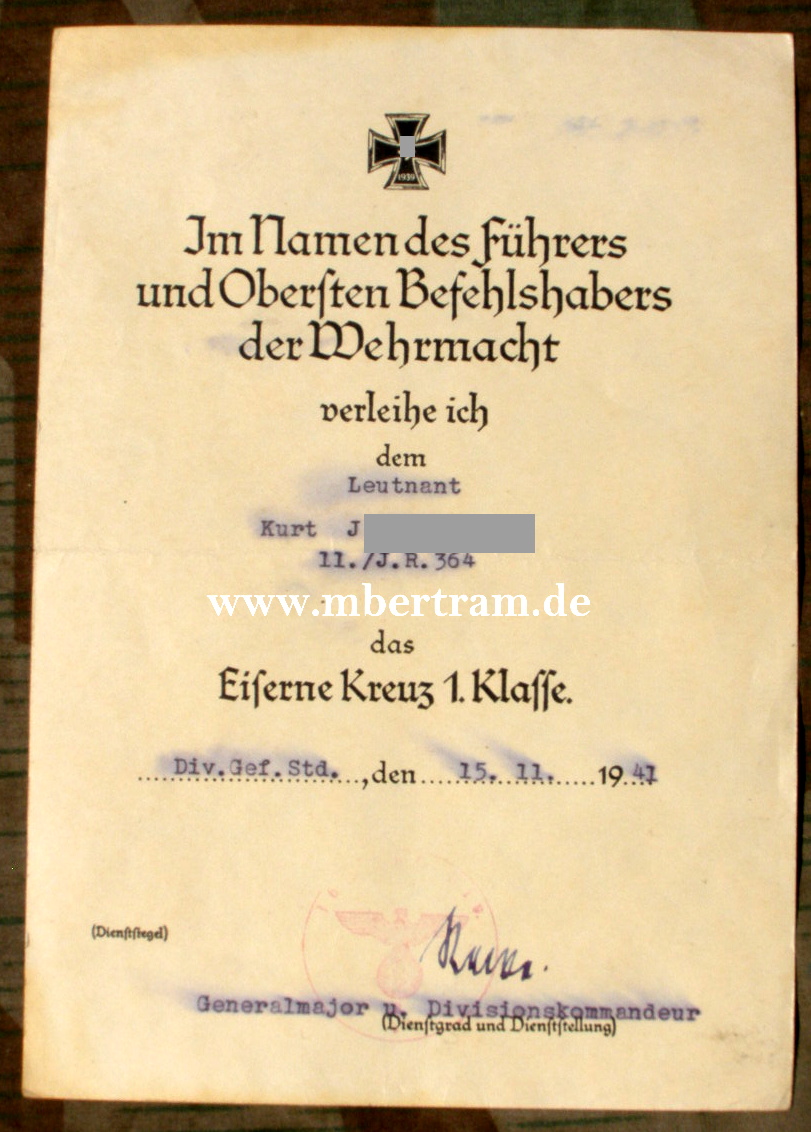 1939
Im Namen des Führers
und Oberſten Befehlshabers
der Wehrmacht
verleihe ich
dem
Leutnant
Kurt J
11./J.R.364
www.mbertram.de
das
Eiſerne Kreuz 1. Klaſſe.
Div.Gef.Std. , den 15. 11. 1941
(Dienſtſiegel)
Generalmajor u. Divisionskommandeur
(Dienſtgrad und Dienſtſtellung)